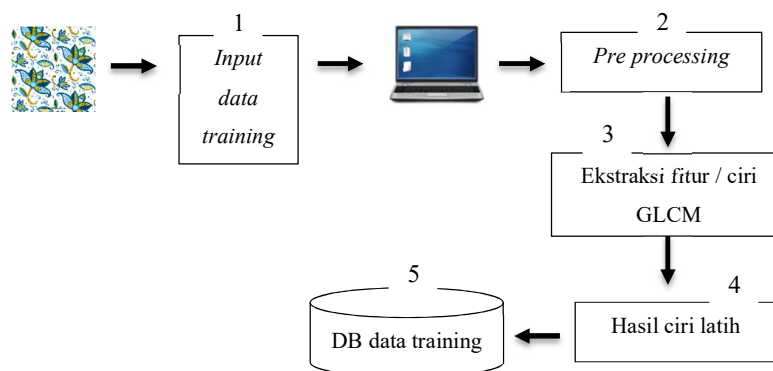 1
Input
data
training
2
Pre processing
3
Ekstraksi fitur / ciri
GLCM
4
Hasil ciri latih
5
DB data training